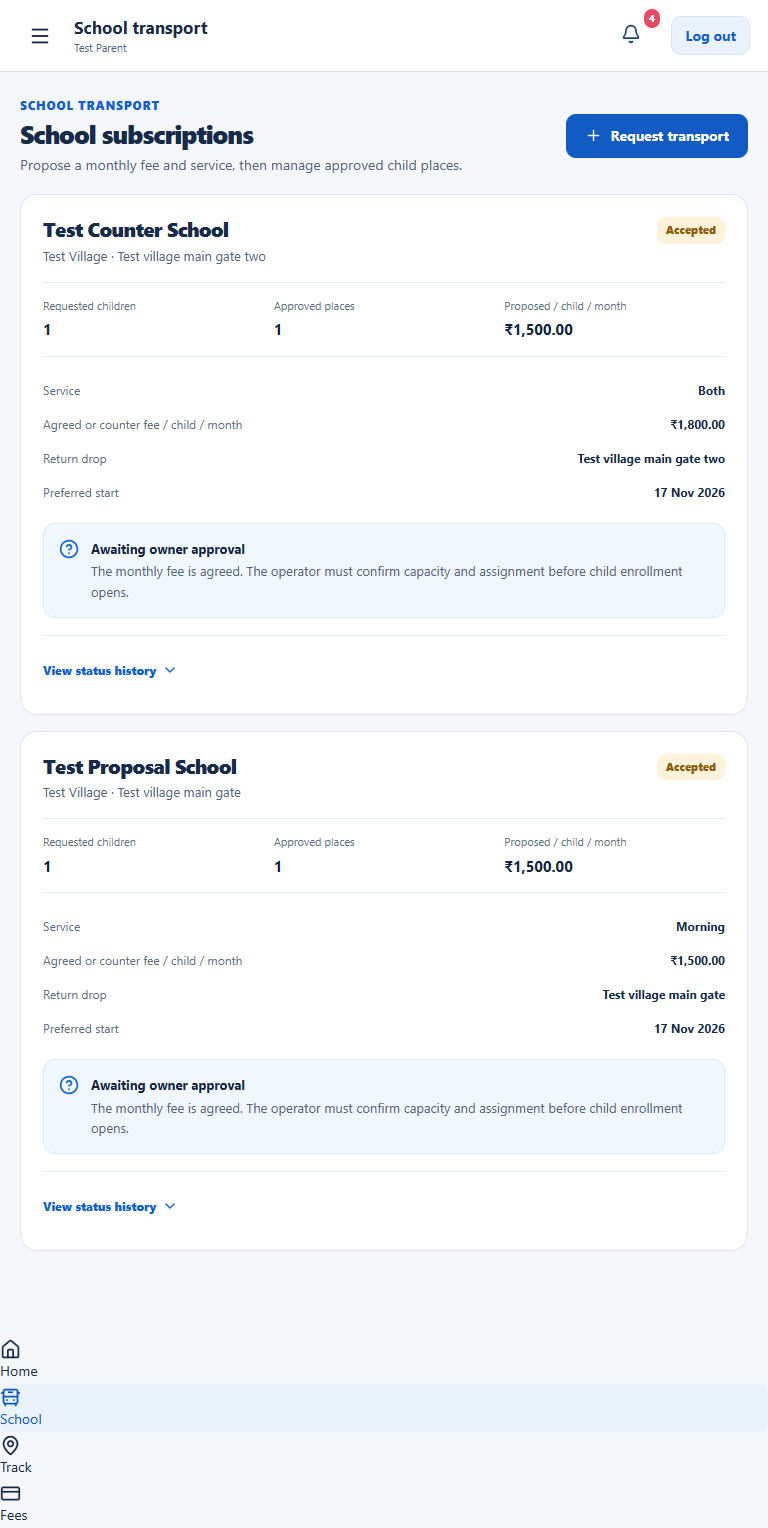 School transport
Test Parent
4
Log out
SCHOOL TRANSPORT
School subscriptions
Propose a monthly fee and service, then manage approved child places.
+ Request transport
Test Counter School
Accepted
Test Village · Test village main gate two
Requested children
Approved places
Proposed / child / month
1
1
₹1,500.00
Service
Both
Agreed or counter fee / child / month
₹1,800.00
Return drop
Test village main gate two
Preferred start
17 Nov 2026
Awaiting owner approval
The monthly fee is agreed. The operator must confirm capacity and assignment before child enrollment
opens.
View status history
Test Proposal School
Accepted
Test Village · Test village main gate
Requested children
Approved places
Proposed / child / month
1
1
₹1,500.00
Service
Morning
Agreed or counter fee / child / month
₹1,500.00
Return drop
Test village main gate
Preferred start
17 Nov 2026
Awaiting owner approval
The monthly fee is agreed. The operator must confirm capacity and assignment before child enrollment
opens.
View status history
Home
School
Track
Fees